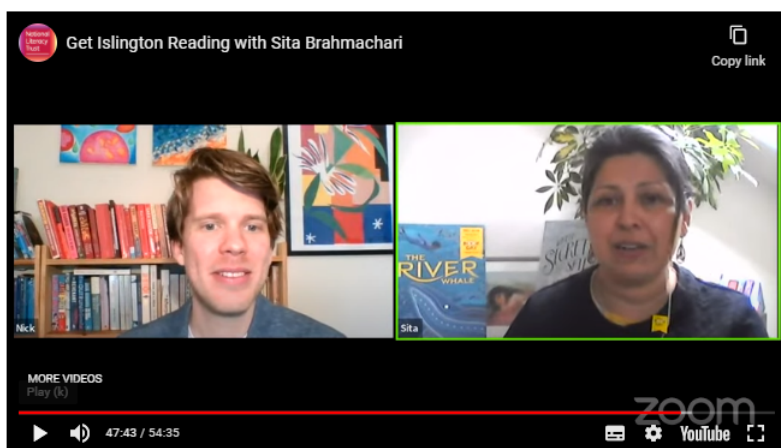 National
Literacy
Trust
Get Islington Reading with Sita Brahmachari
Copy link
Nick
THE
RIVER
WHALE
Sita
MORE VIDEOS
Play (k)
47:43 / 54:35
zoom
YouTube